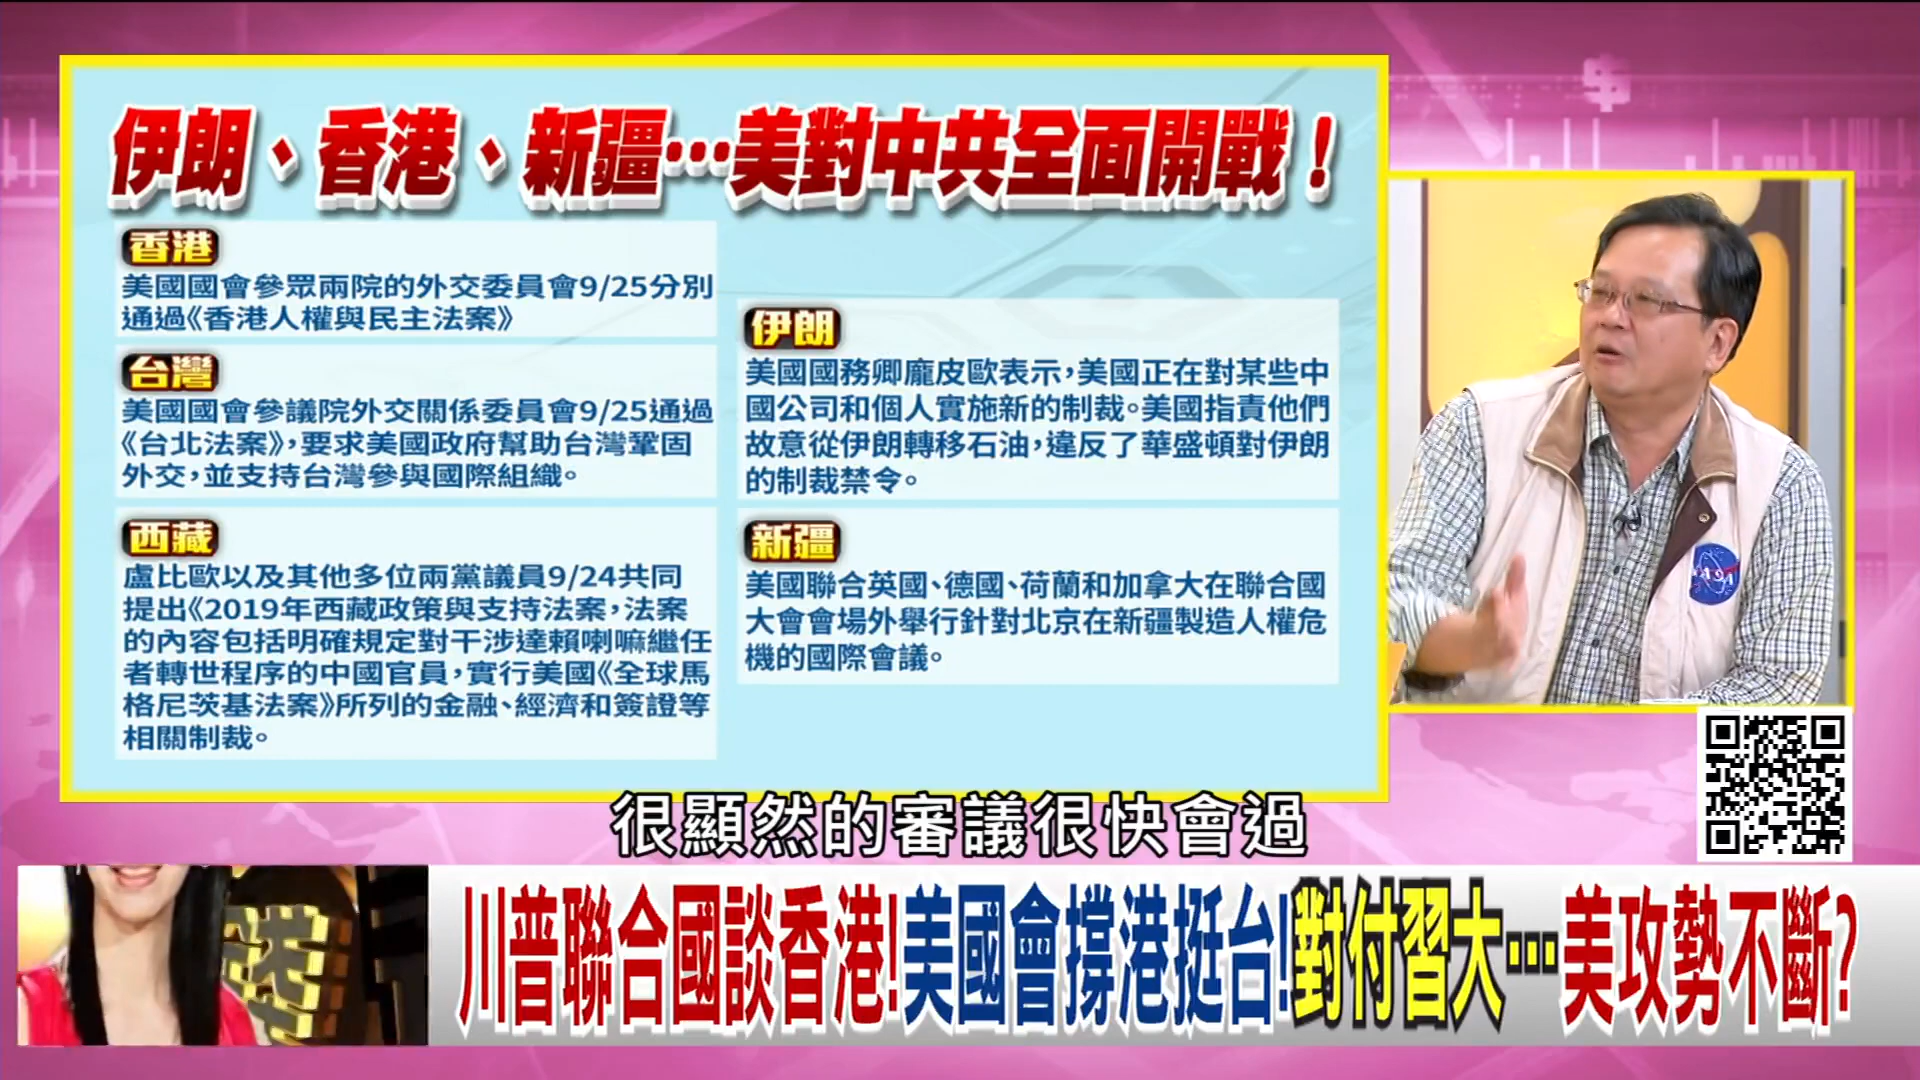 伊朗、香港、新疆…美對中共全面開戰！
香港
美國國會參眾兩院的外交委員會9/25分別
通過《香港人權與民主法案》
台灣
美國國會參議院外交關係委員會9/25通過
《台北法案》，要求美國政府幫助台灣鞏固
外交，並支持台灣參與國際組織。
西藏
盧比歐以及其他多位兩黨議員9/24共同
提出《2019年西藏政策與支持法案，法案
的內容包括明確規定對干涉達賴喇嘛繼任
者轉世程序的中國官員，實行美國《全球馬
格尼茨基法案》所列的金融、經濟和簽證等
相關制裁。
伊朗
美國國務卿龐皮歐表示，美國正在對某些中
國公司和個人實施新的制裁。美國指責他們
故意從伊朗轉移石油，違反了華盛頓對伊朗
的制裁禁令。
新疆
美國聯合英國、德國、荷蘭和加拿大在聯合國
大會會場外舉行針對北京在新疆製造人權危
機的國際會議。
NASA
很顯然的審議很快會過
錢
川普聯合國談香港!美國會撐港挺台!對付習大…美攻勢不斷?